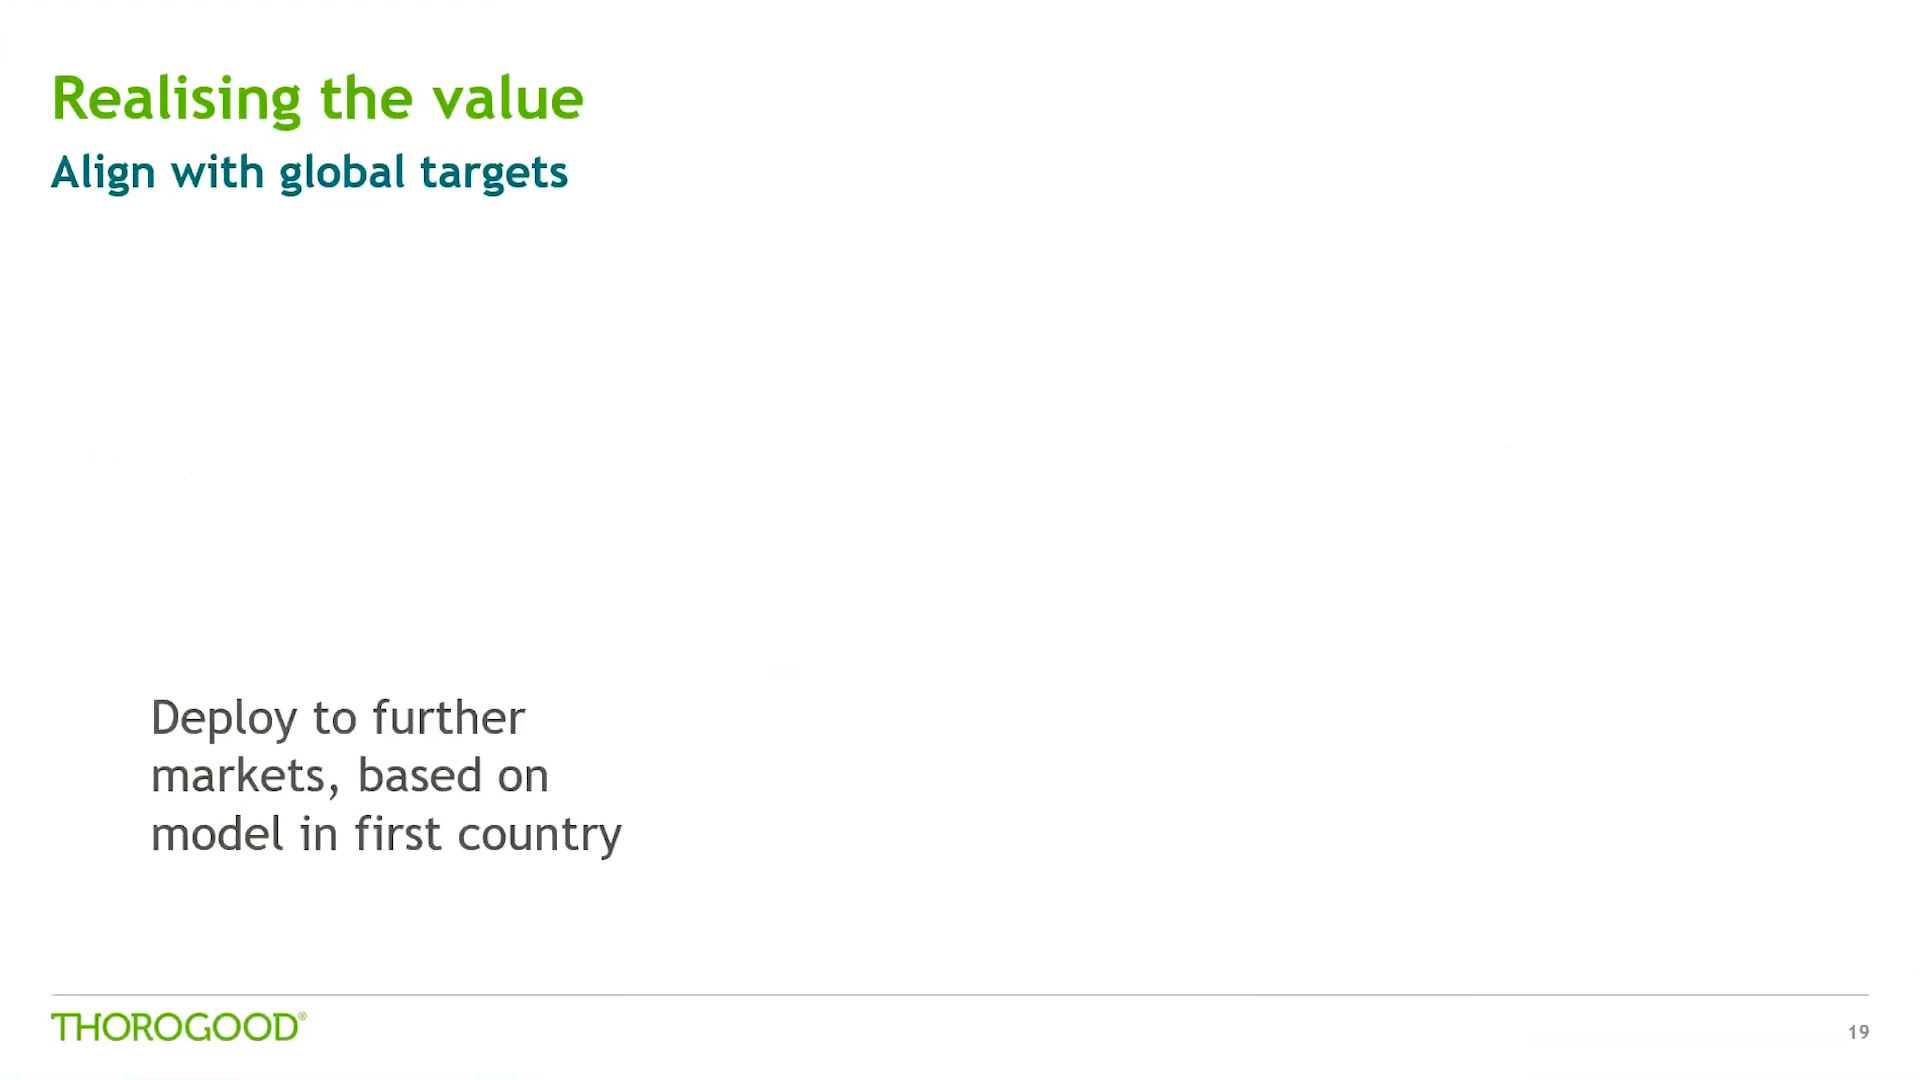 Realising the value
Align with global targets
Deploy to further
markets, based on
model in first country
THOROGOOD®
19